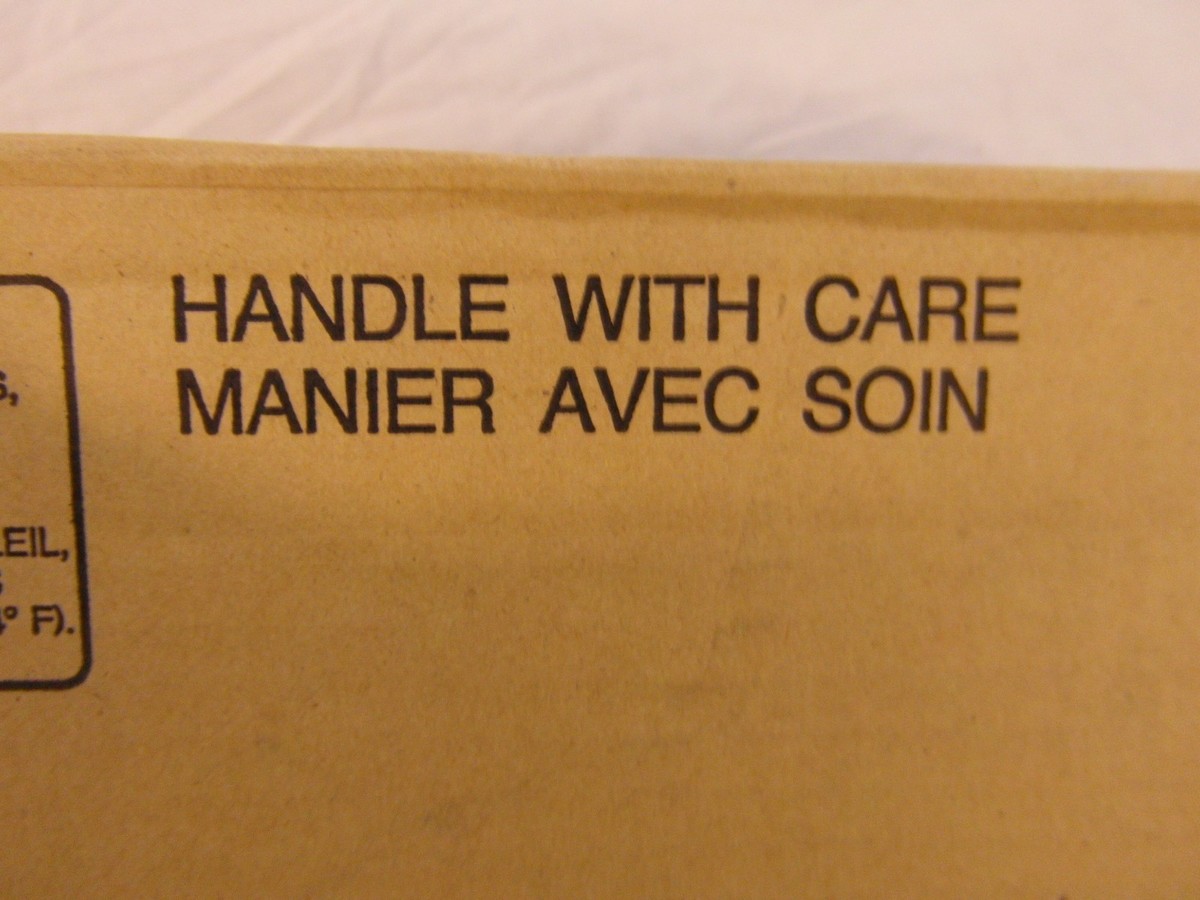 HANDLE WITH CARE
MANIER AVEC SOIN
° F).